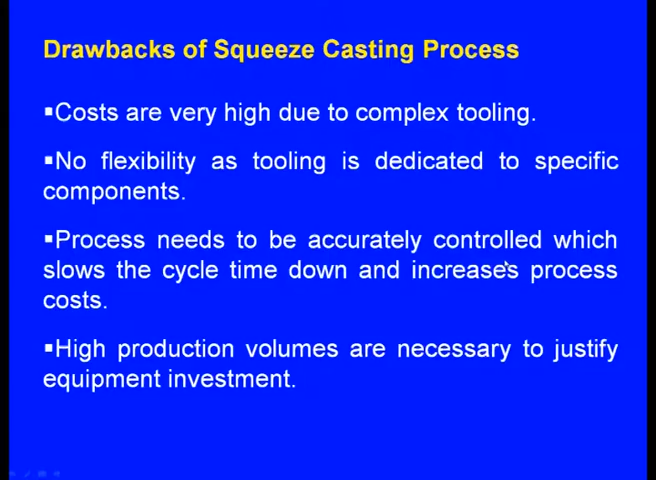 Drawbacks of Squeeze Casting Process
▪Costs are very high due to complex tooling.
▪No flexibility as tooling is dedicated to specific
components.
▪Process needs to be accurately controlled which
slows the cycle time down and increases process
costs.
▪High production volumes are necessary to justify
equipment investment.